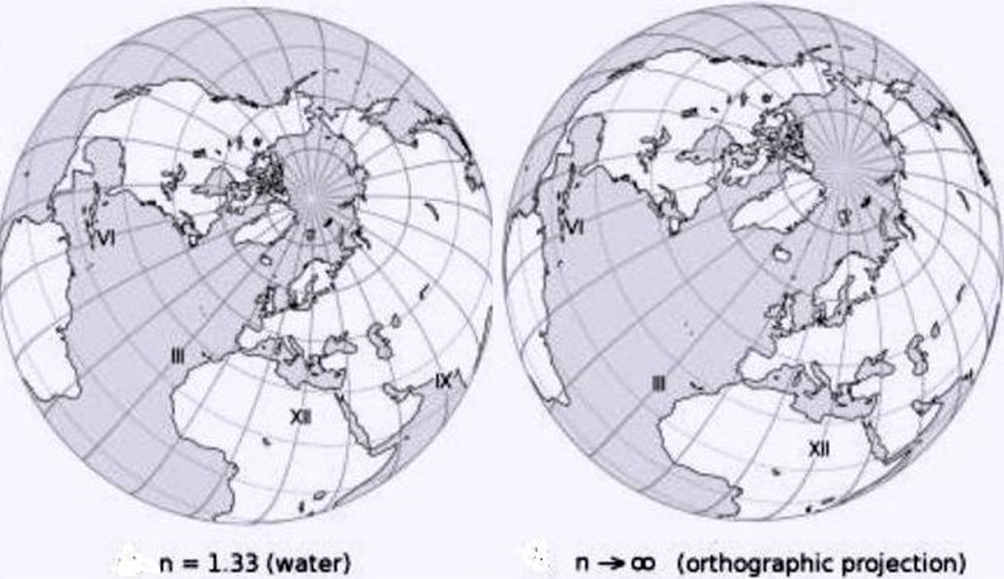 VI
III
IX
XII
VI
III
XII
n = 1.33 (water)
n → ∞ (orthographic projection)